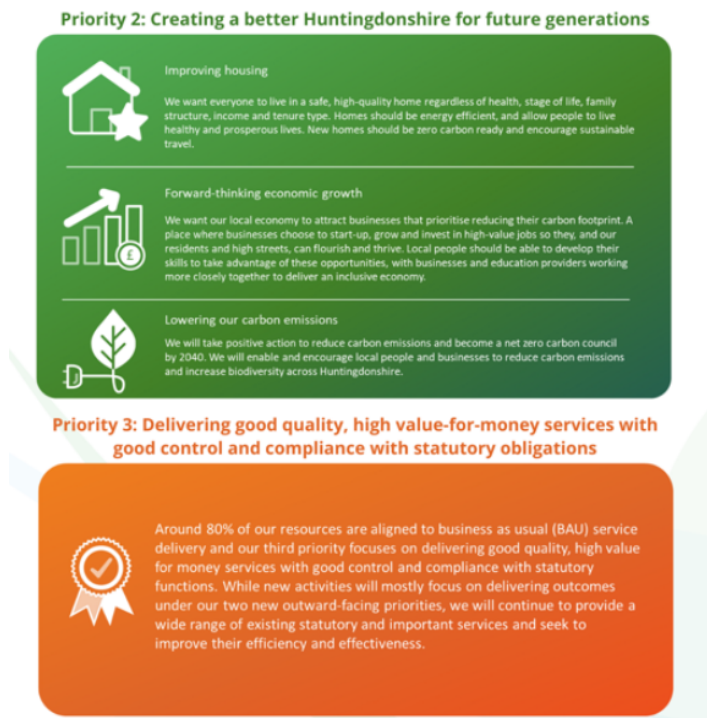 Priority 2: Creating a better Huntingdonshire for future generations
Improving housing
We want everyone to live in a safe, high-quality home regardless of health, stage of life, family
structure, income and tenure type. Homes should be energy efficient, and allow people to live
healthy and prosperous lives. New homes should be zero carbon ready and encourage sustainable
travel.
Forward-thinking economic growth
We want our local economy to attract businesses that prioritise reducing their carbon footprint. A
place where businesses choose to start-up, grow and invest in high-value jobs so they, and our
residents and high streets, can flourish and thrive. Local people should be able to develop their
skills to take advantage of these opportunities, with businesses and education providers working
more closely together to deliver an inclusive economy.
£
Lowering our carbon emissions
We will take positive action to reduce carbon emissions and become a net zero carbon council
by 2040. We will enable and encourage local people and businesses to reduce carbon emissions
and increase biodiversity across Huntingdonshire.
Priority 3: Delivering good quality, high value-for-money services with
good control and compliance with statutory obligations
Around 80% of our resources are aligned to business as usual (BAU) service
delivery and our third priority focuses on delivering good quality, high value
for money services with good control and compliance with statutory
functions. While new activities will mostly focus on delivering outcomes
under our two new outward-facing priorities, we will continue to provide a
wide range of existing statutory and important services and seek to
improve their efficiency and effectiveness.